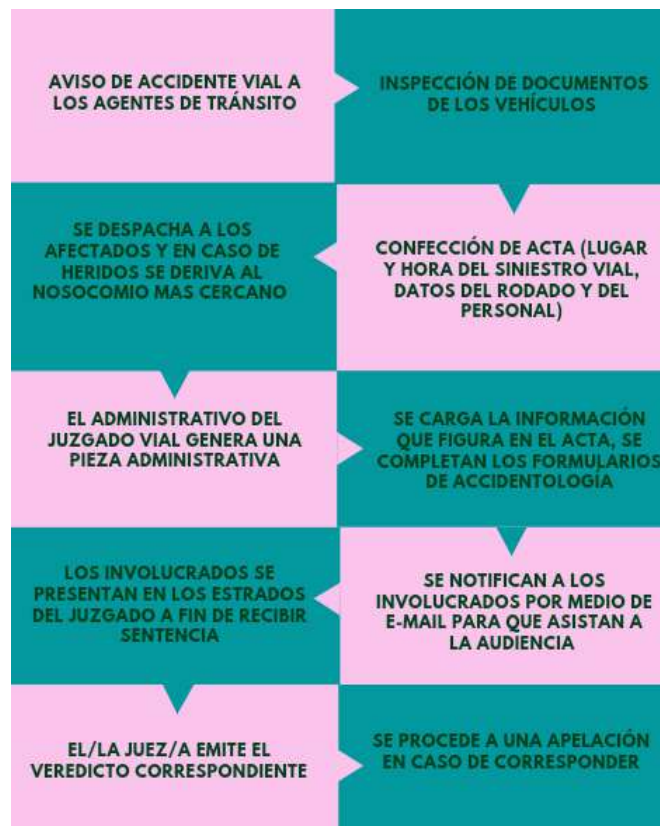 AVISO DE ACCIDENTE VIAL A
LOS AGENTES DE TRÁNSITO
INSPECCIÓN DE DOCUMENTOS
DE LOS VEHÍCULOS
CONFECCIÓN DE ACTA (LUGAR
Y HORA DEL SINIESTRO VIAL,
DATOS DEL RODADO Y DEL
PERSONAL)
SE DESPACHA A LOS
AFECTADOS Y EN CASO DE
HERIDOS SE DERIVA AL
NOSOCOMIO MAS CERCANO
EL ADMINISTRATIVO DEL
JUZGADO VIAL GENERA UNA
PIEZA ADMINISTRATIVA
SE CARGA LA INFORMACIÓN
QUE FIGURA EN EL ACTA, SE
COMPLETAN LOS FORMULARIOS
DE ACCIDENTOLOGÍA
SE NOTIFICAN A LOS
INVOLUCRADOS POR MEDIO DE
E-MAIL PARA QUE ASISTAN A
LA AUDIENCIA
LOS INVOLUCRADOS SE
PRESENTAN EN LOS ESTRADOS
DEL JUZGADO A FIN DE RECIBIR
SENTENCIA
EL/LA JUEZ/A EMITE EL
VEREDICTO CORRESPONDIENTE
SE PROCEDE A UNA APELACIÓN
EN CASO DE CORRESPONDER